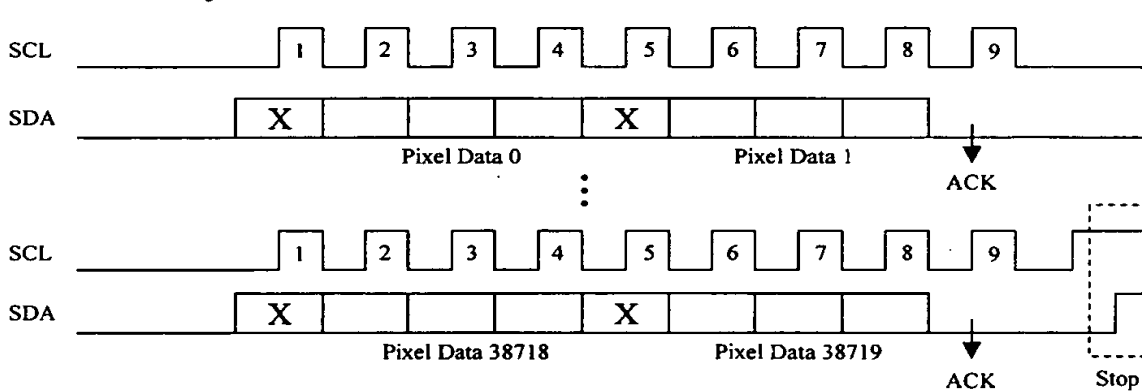 SCL 1 2 3 4 5 6 7 8 9
SDA X X
Pixel Data 0 Pixel Data 1
ACK
SCL 1 2 3 4 5 6 7 8 9
SDA X X
Pixel Data 38718 Pixel Data 38719
ACK Stop